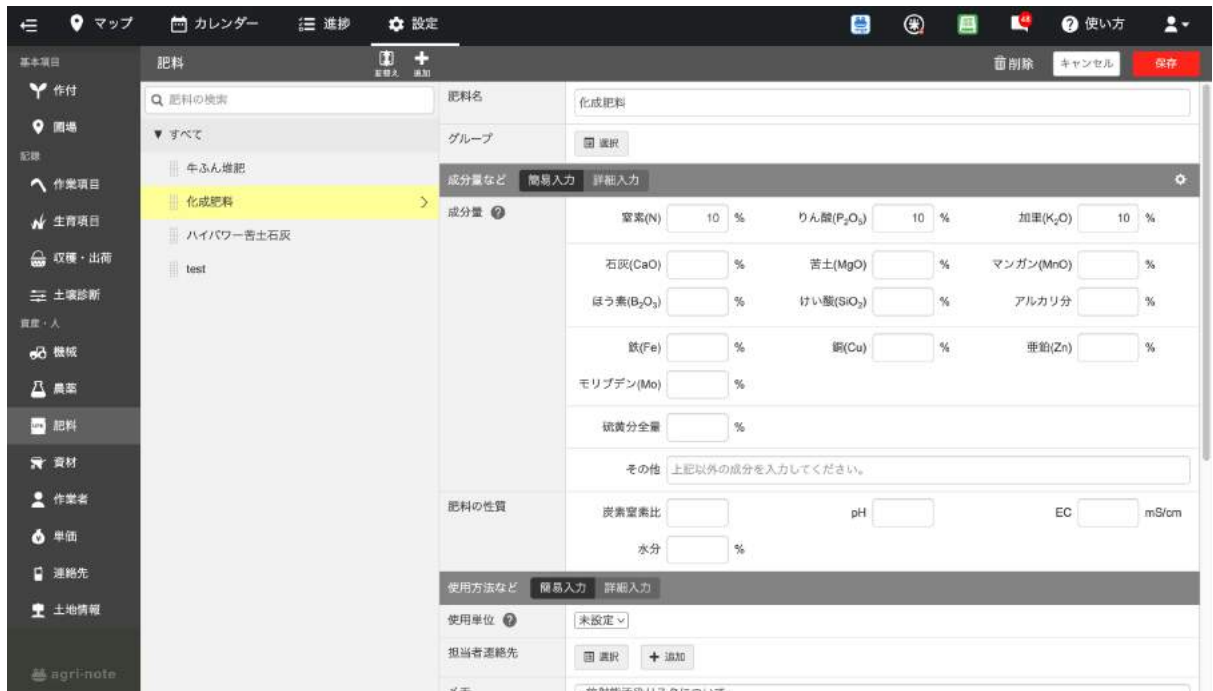 マップ カレンダー 進捗 設定 使い方
基本項目 肥料 並替え 追加 削除 キャンセル 保存
作付
圃場
記録
作業項目
生育項目
収穫・出荷
土壌診断
資産・人
機械
農薬
肥料
資材
作業者
単価
連絡先
土地情報
agri-note
肥料の検索
▼ すべて
牛ふん堆肥
化成肥料
ハイパワー苦土石灰
test
肥料名 化成肥料
グループ 選択
成分量など 簡易入力 詳細入力
成分量 窒素(N) 10 % りん酸(P₂O₅) 10 % 加里(K₂O) 10 %
石灰(CaO) % 苦土(MgO) % マンガン(MnO) %
ほう素(B₂O₃) % けい酸(SiO₂) % アルカリ分 %
鉄(Fe) % 銅(Cu) % 亜鉛(Zn) %
モリブデン(Mo) %
硫黄分全量 %
その他 上記以外の成分を入力してください。
肥料の性質 炭素窒素比 pH EC mS/cm
水分 %
使用方法など 簡易入力 詳細入力
使用単位 未設定
担当者連絡先 選択 追加